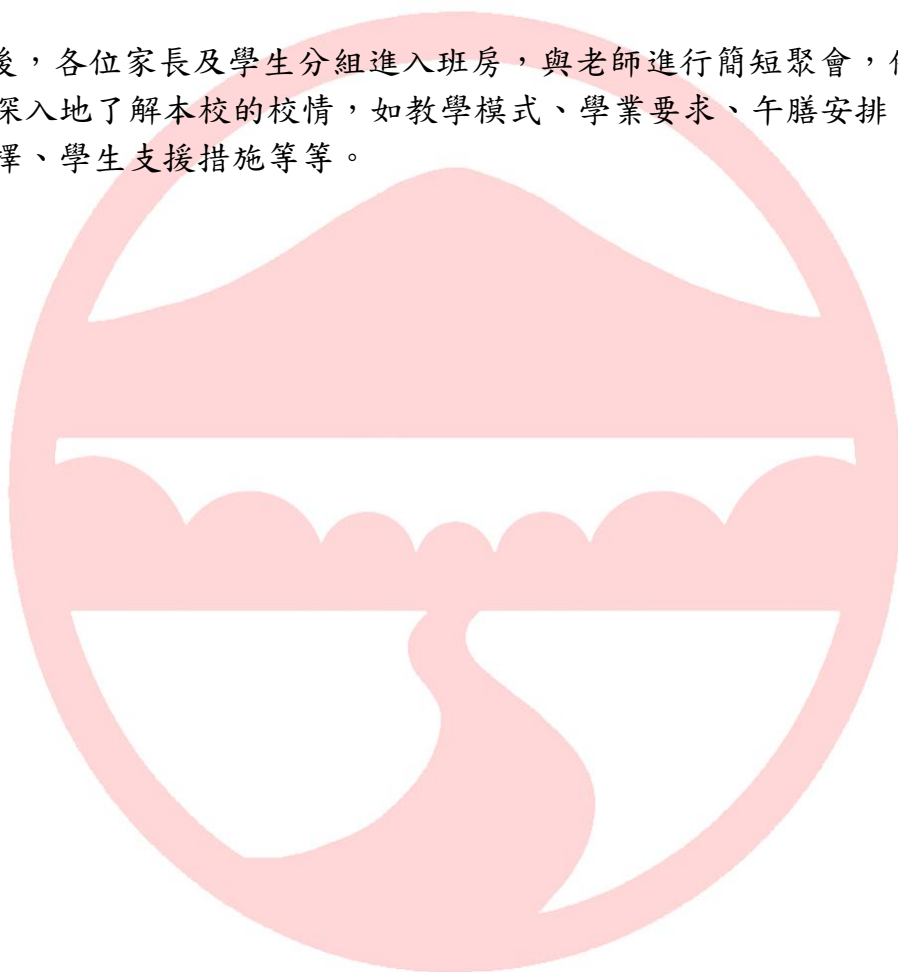 後，各位家長及學生分組進入班房，與老師進行簡短聚會，
深入地了解本校的校情，如教學模式、學業要求、午膳安排
擇、學生支援措施等等。